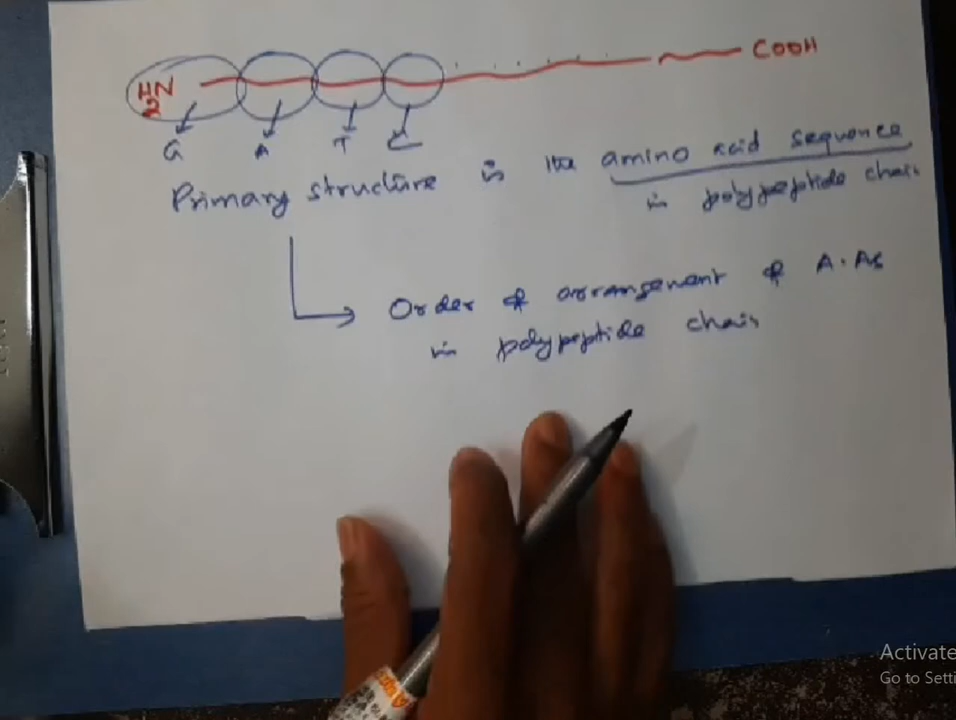 H2N COOH
G A T C
Primary structure is the amino acid sequence
in polypeptide chain
Order of arrangement of A.As
in polypeptide chain
Activate
Go to Setti